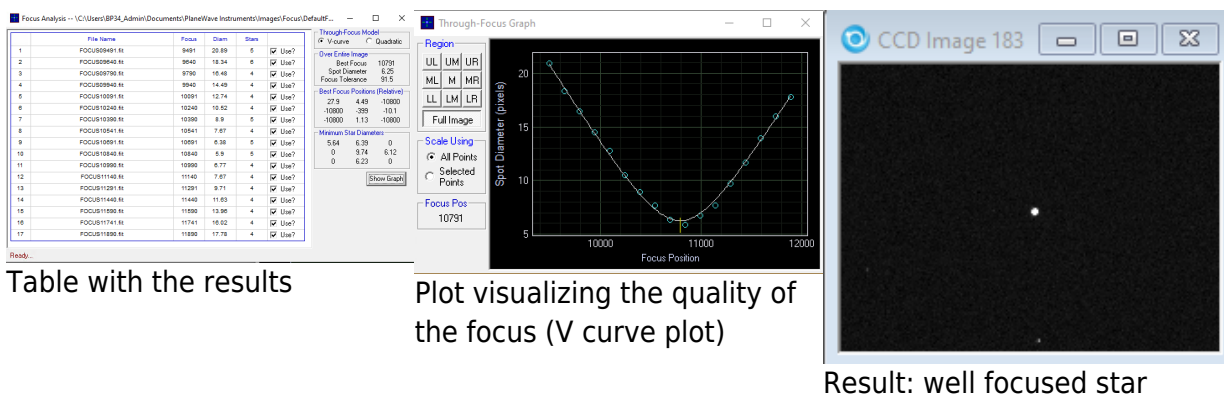 Focus Analysis -- \C:\Users\BP34_Admin\Documents\PlaneWave Instruments\Images\Focus\DefaultF...
File Name Focus Diam Stars
1 FOCUS09491.fit 9491 20.89 5 Use?
2 FOCUS09640.fit 9640 18.34 6 Use?
3 FOCUS09790.fit 9790 16.48 4 Use?
4 FOCUS09940.fit 9940 14.49 4 Use?
5 FOCUS10091.fit 10091 12.74 4 Use?
6 FOCUS10240.fit 10240 10.52 4 Use?
7 FOCUS10390.fit 10390 8.9 5 Use?
8 FOCUS10541.fit 10541 7.67 4 Use?
9 FOCUS10691.fit 10691 6.38 5 Use?
10 FOCUS10840.fit 10840 5.9 5 Use?
11 FOCUS10990.fit 10990 6.77 4 Use?
12 FOCUS11140.fit 11140 7.67 4 Use?
13 FOCUS11291.fit 11291 9.71 4 Use?
14 FOCUS11440.fit 11440 11.63 4 Use?
15 FOCUS11590.fit 11590 13.96 4 Use?
16 FOCUS11741.fit 11741 16.02 4 Use?
17 FOCUS11890.fit 11890 17.78 4 Use?
Through-Focus Model
V-curve Quadratic
Over Entire Image
Best Focus 10791
Spot Diameter 6.25
Focus Tolerance 91.5
Best Focus Positions (Relative)
27.9 4.49 -10800
-10800 -399 -10.1
-10800 1.13 -10800
Minimum Star Diameters
5.64 6.39 0
0 9.74 6.12
0 6.23 0
Show Graph
Ready...
Table with the results
Through-Focus Graph
Region
UL UM UR
ML M MR
LL LM LR
Full Image
Scale Using
All Points
Selected
Points
Focus Pos
10791
Spot Diameter (pixels)
20
15
10
5
10000 11000 12000
Focus Position
Plot visualizing the quality of
the focus (V curve plot)
CCD Image 183
Result: well focused star